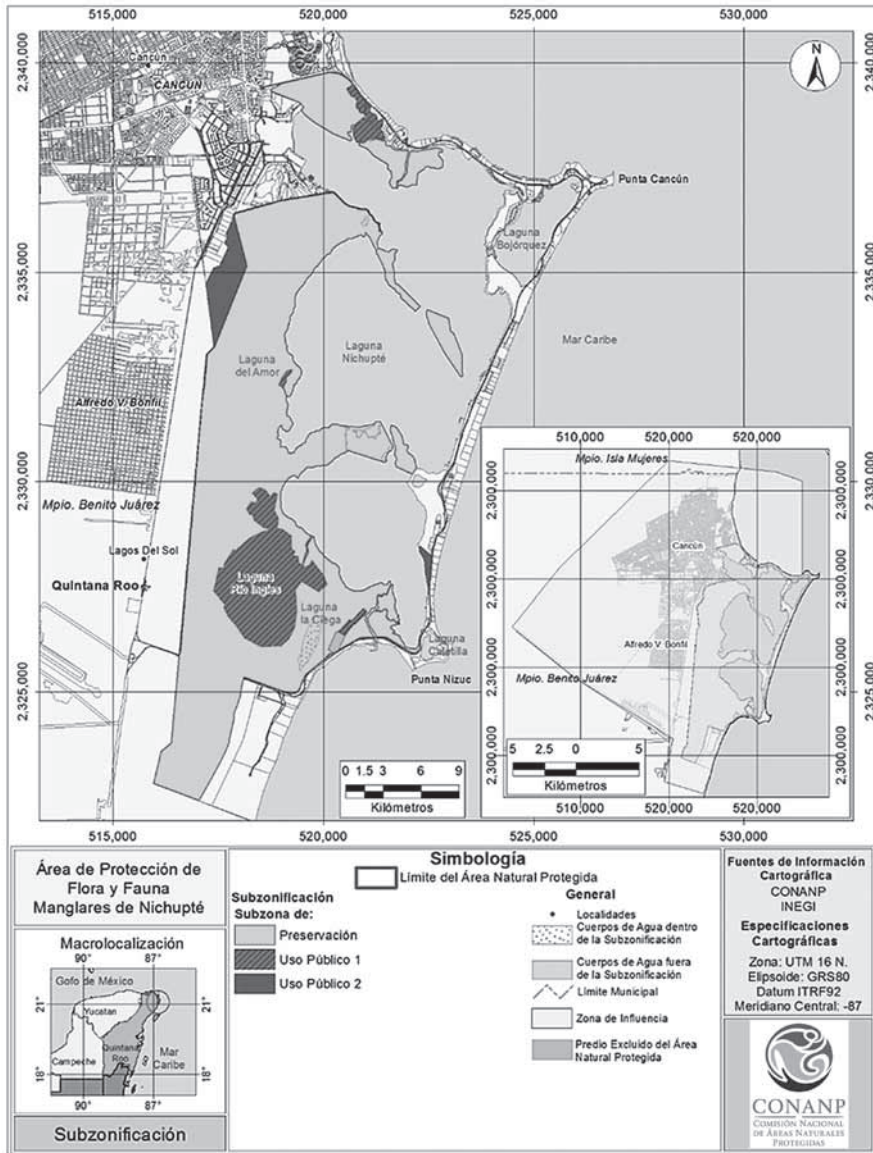 515,000 520,000 525,000 530,000
2,340,000
2,335,000
2,330,000
2,325,000
2,340,000
2,335,000
2,330,000
2,325,000
N
Cancún
CANCÚN
Punta Cancún
Laguna
Bojórquez
Laguna
Nichupté
Laguna
del Amor
Mar Caribe
Alfredo V. Bonfil
Mpio. Benito Juárez
Lagos Del Sol
Quintana Roo
Laguna
Río Ingles
Laguna
la Ciega
Laguna
Caletilla
Punta Nizuc
0 1.5 3 6 9
Kilómetros
510,000 520,000 520,000
Mpio. Isla Mujeres
2,300,000
2,300,000
2,300,000
2,300,000
2,300,000
2,300,000
2,300,000
2,300,000
Cancún
Alfredo V. Bonfil
Mpio. Benito Juárez
5 2.5 0 5
Kilómetros
510,000 520,000 520,000
515,000 520,000 525,000 530,000
Área de Protección de
Flora y Fauna
Manglares de Nichupté
Macrolocalización
90° 87°
Gofo de México
21° 21°
Yucatan
Campeche
Quintana
Roo
Mar
Caribe
18° 18°
90° 87°
Subzonificación
Simbología
Límite del Área Natural Protegida
Subzonificación
Subzona de:
Preservación
Uso Público 1
Uso Público 2
General
Localidades
Cuerpos de Agua dentro
de la Subzonificación
Cuerpos de Agua fuera
de la Subzonificación
Límite Municipal
Zona de Influencia
Predio Excluido del Área
Natural Protegida
Fuentes de Información
Cartográfica
CONANP
INEGI
Especificaciones
Cartográficas
Zona: UTM 16 N.
Elipsoide: GRS80
Datum ITRF92
Meridiano Central: -87
CONANP
COMISIÓN NACIONAL
DE ÁREAS NATURALES
PROTEGIDAS